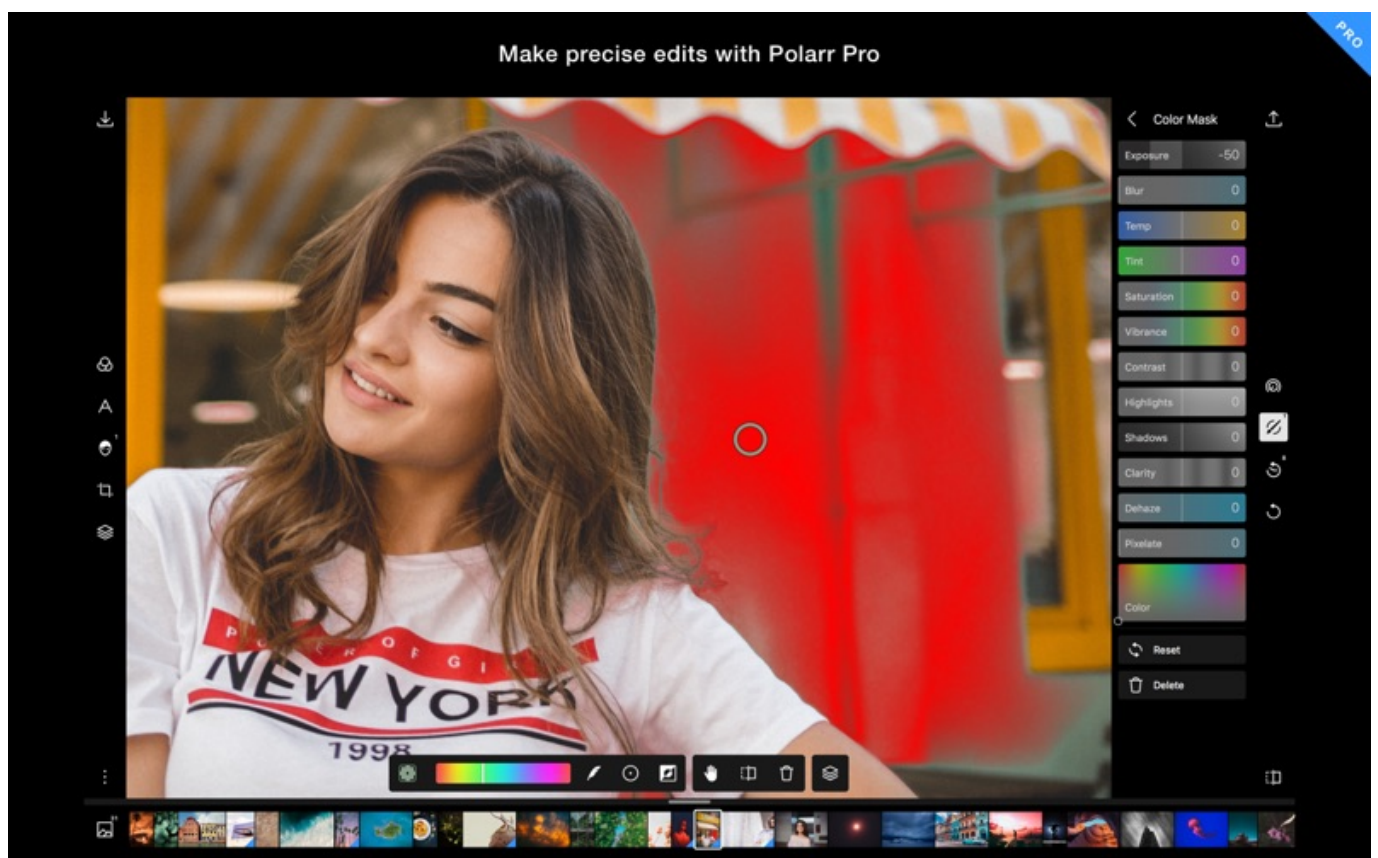 PRO
Make precise edits with Polarr Pro
Color Mask
Exposure -50
Blur 0
Temp 0
Tint 0
Saturation 0
Vibrance 0
Contrast 0
Highlights 0
Shadows 0
Clarity 0
Dehaze 0
Pixelate 0
Color
Reset
Delete
NEW YORK
1998